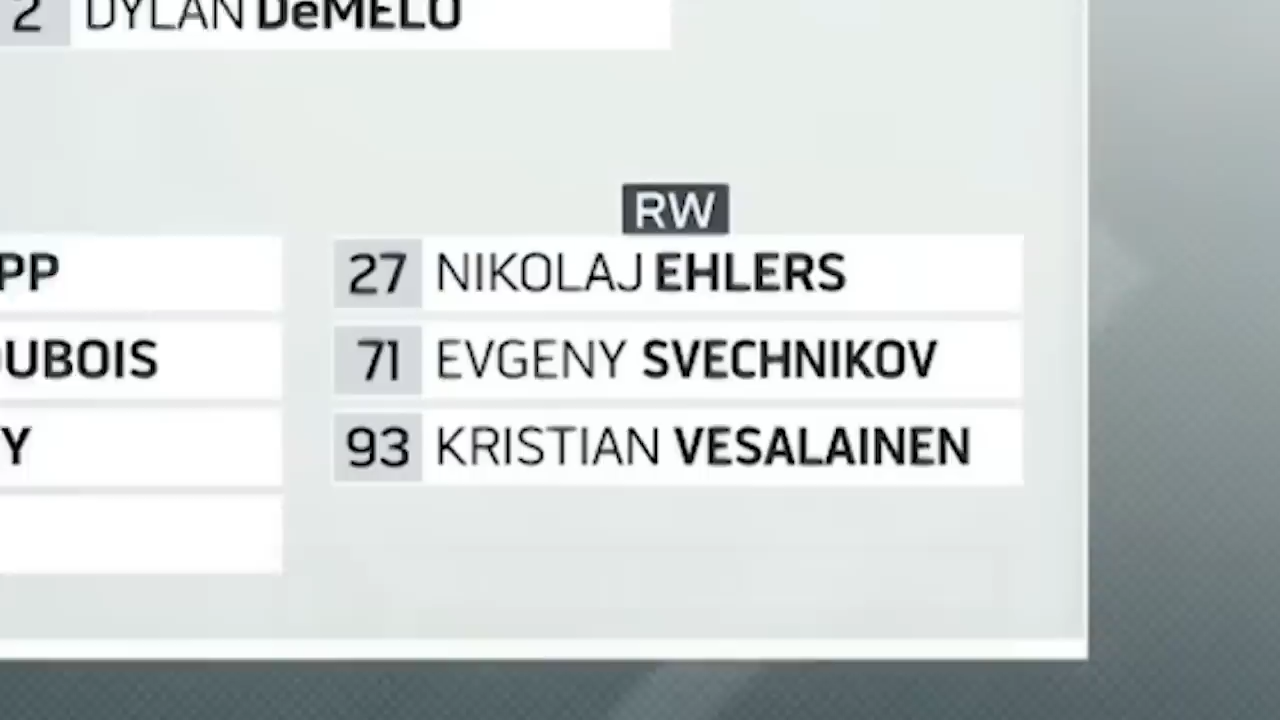 2 DYLAN DeMELO
RW
PP 27 NIKOLAJ EHLERS
UBOIS 71 EVGENY SVECHNIKOV
Y 93 KRISTIAN VESALAINEN